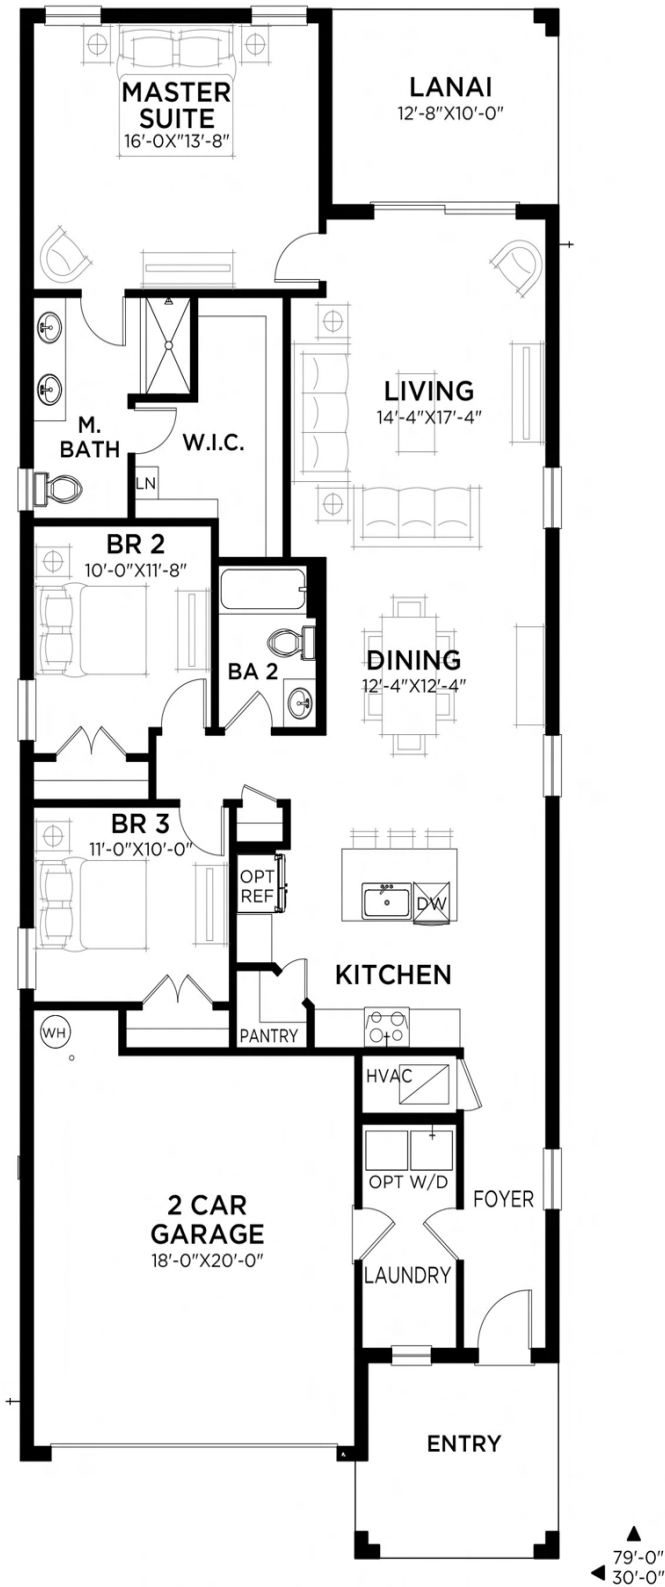 MASTER
SUITE
16'-0X"13'-8"
LANAI
12'-8"X10'-0"
LIVING
14'-4"X17'-4"
M.
BATH
W.I.C.
LN
BR 2
10'-0"X11'-8"
BA 2
DINING
12'-4"X12'-4"
BR 3
11'-0"X10'-0"
OPT
REF
DW
KITCHEN
WH
PANTRY
HVAC
OPT W/D
FOYER
2 CAR
GARAGE
18'-0"X20'-0"
LAUNDRY
ENTRY
79'-0"
30'-0"